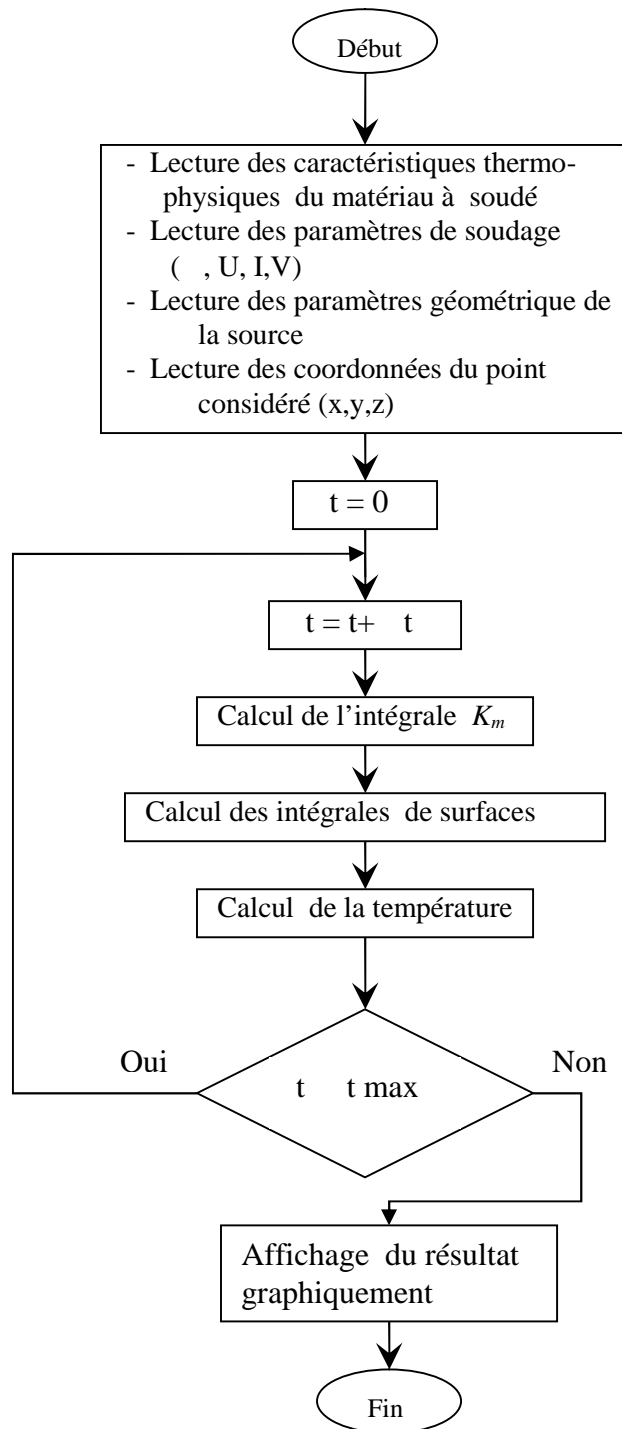 Début
- Lecture des caractéristiques thermo-
physiques du matériau à soudé
- Lecture des paramètres de soudage
( , U, I,V)
- Lecture des paramètres géométrique de
la source
- Lecture des coordonnées du point
considéré (x,y,z)
t = 0
t = t+ t
Calcul de l’intégrale Km
Calcul des intégrales de surfaces
Calcul de la température
Oui
Non
t t max
Affichage du résultat
graphiquement
Fin